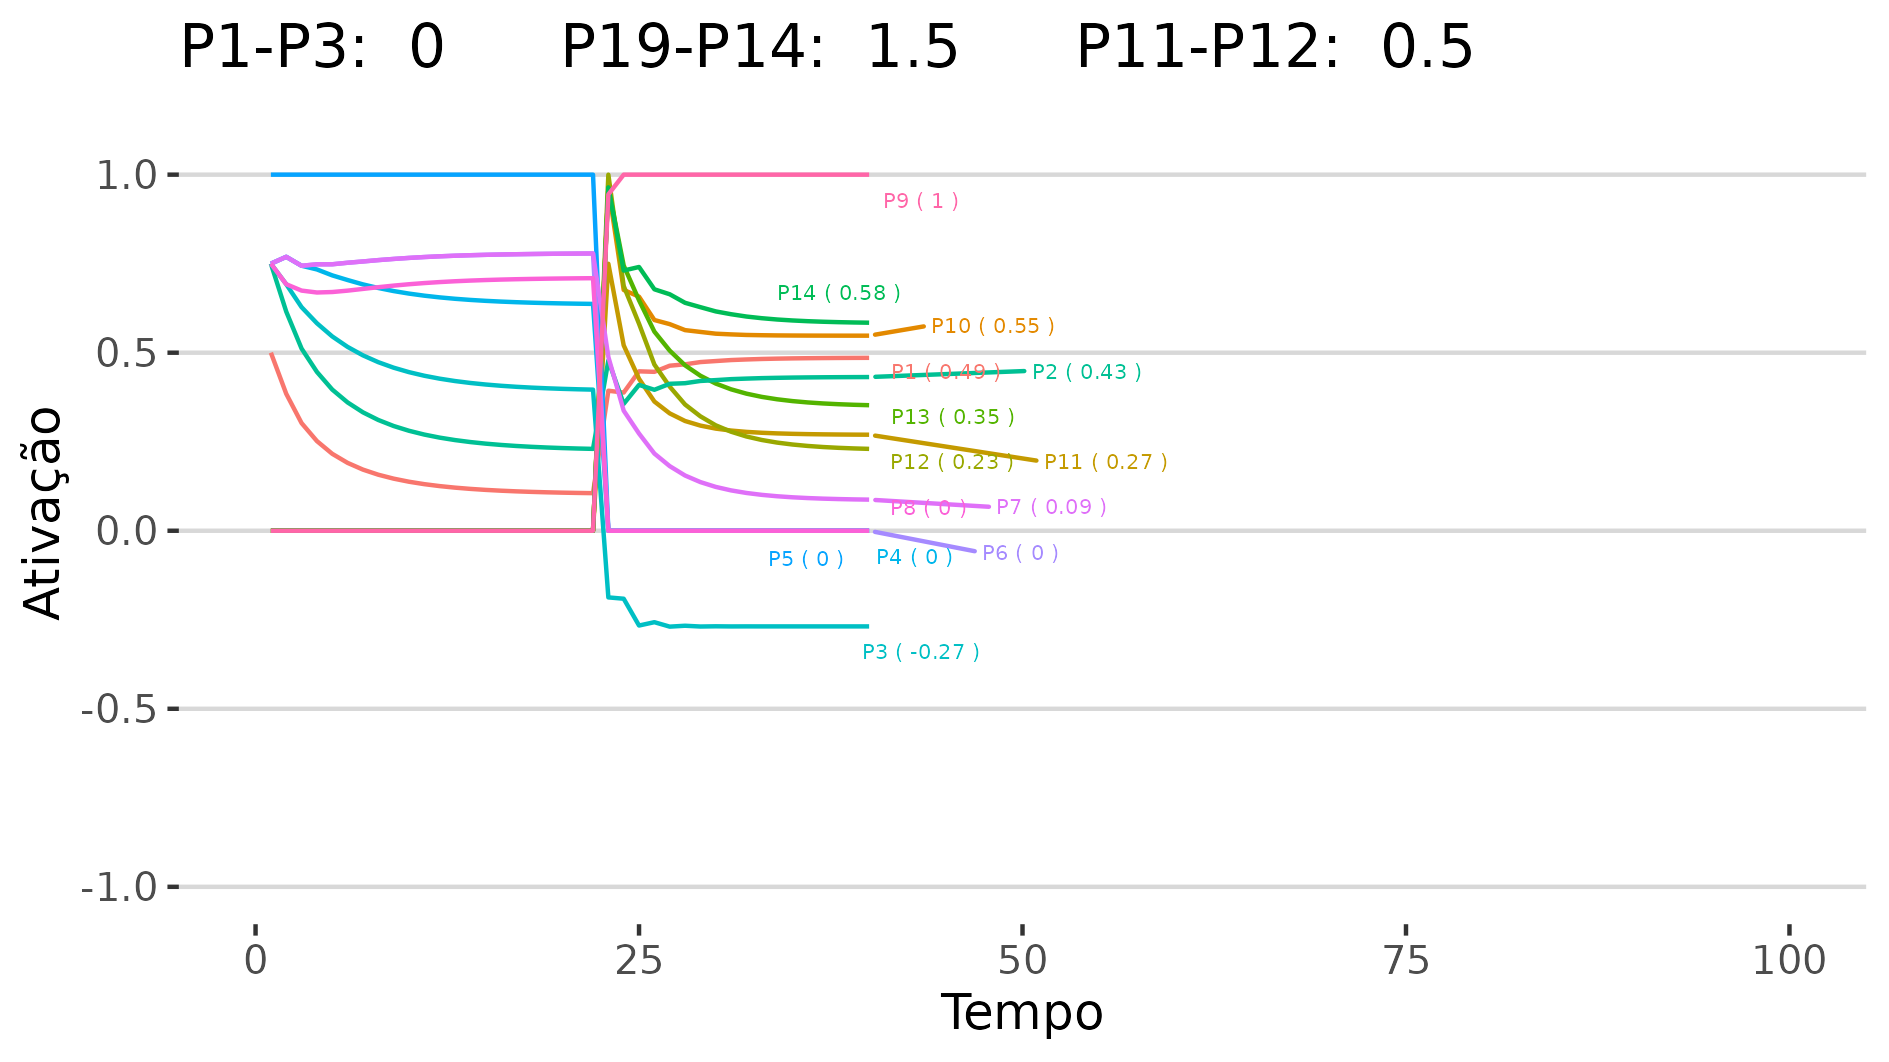 P1-P3:  0      P19-P14:  1.5      P11-P12:  0.5
1.0
P9 ( 1 )
P14 ( 0.58 )
P10 ( 0.55 )
0.5
P1 ( 0.49 )
P2 ( 0.43 )
P13 ( 0.35 )
P12 ( 0.23 )
P11 ( 0.27 )
P8 ( 0 )
P7 ( 0.09 )
0.0
P5 ( 0 )
P4 ( 0 )
P6 ( 0 )
P3 ( -0.27 )
-0.5
-1.0
Ativação
0 25 50 75 100
Tempo